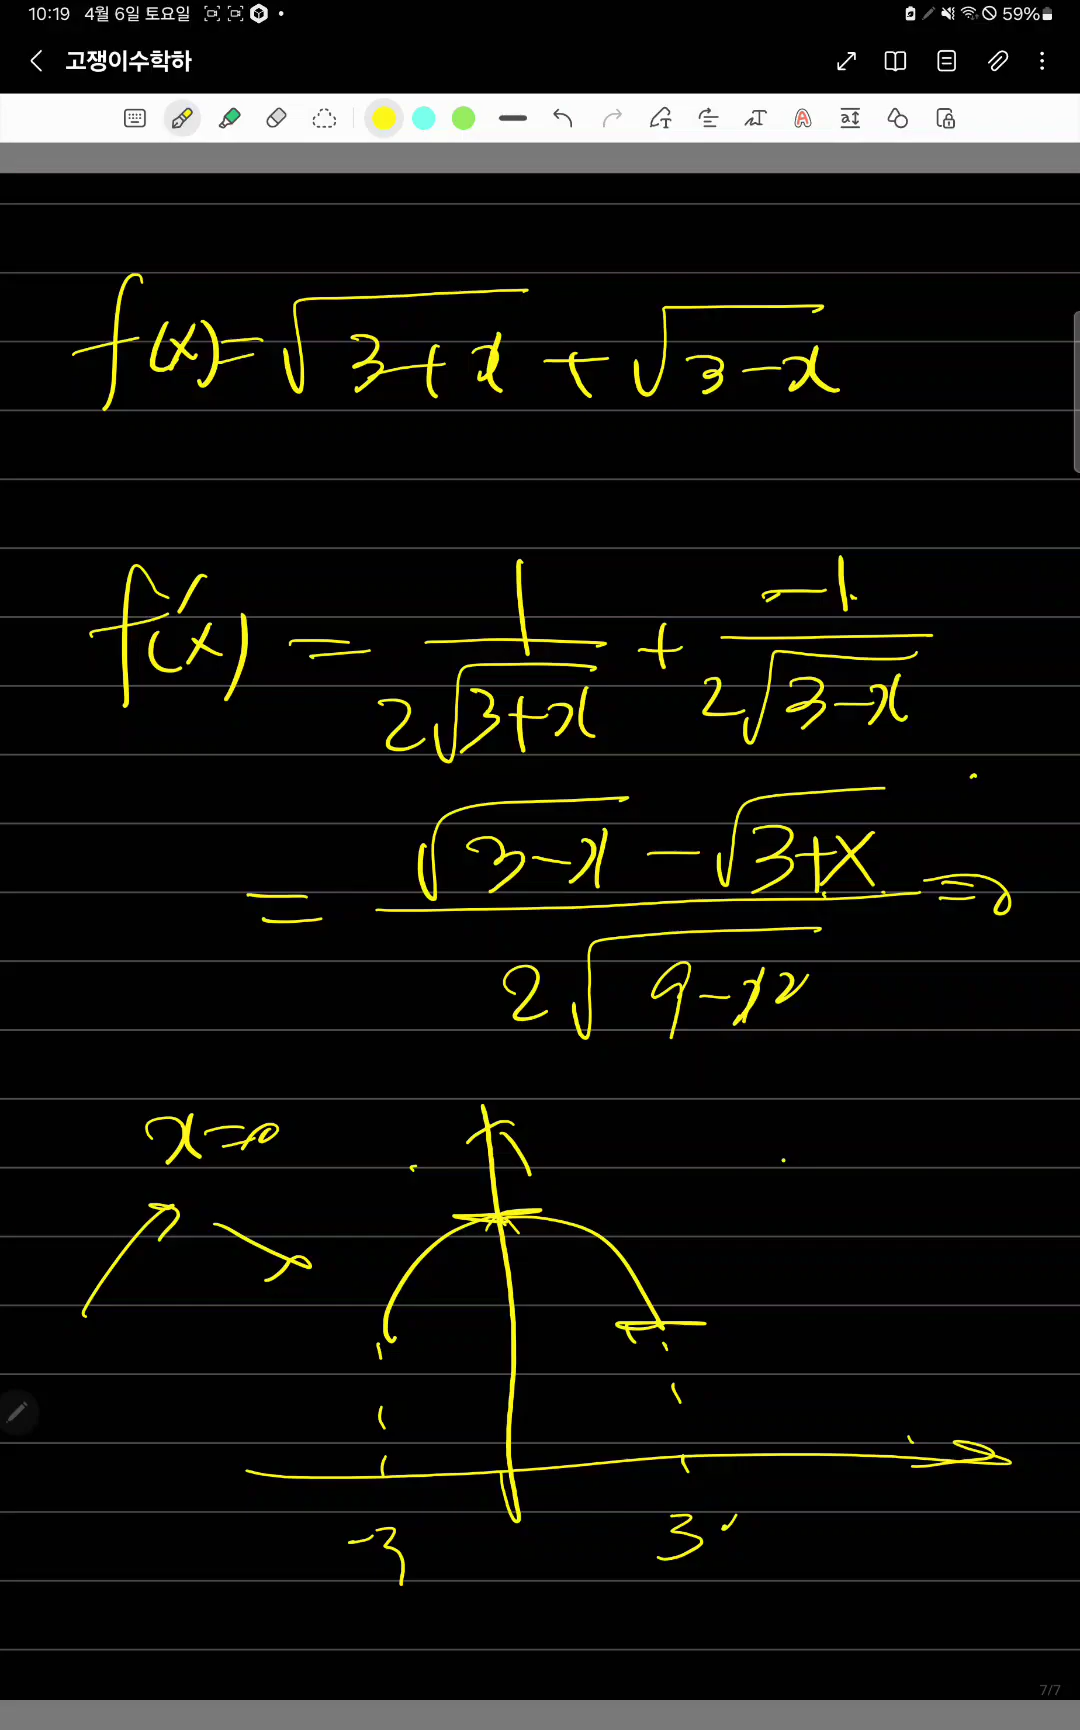 10:19 4월 6일 토요일 59%
고쟁이수학하
f(x)=√(3+x) + √(3-x)
f'(x) = 1/(2√(3+x)) + -1/(2√(3-x))
= (√(3-x) - √(3+x))/(2√(9-x²)) = 0
x=0
-3 3
7/7